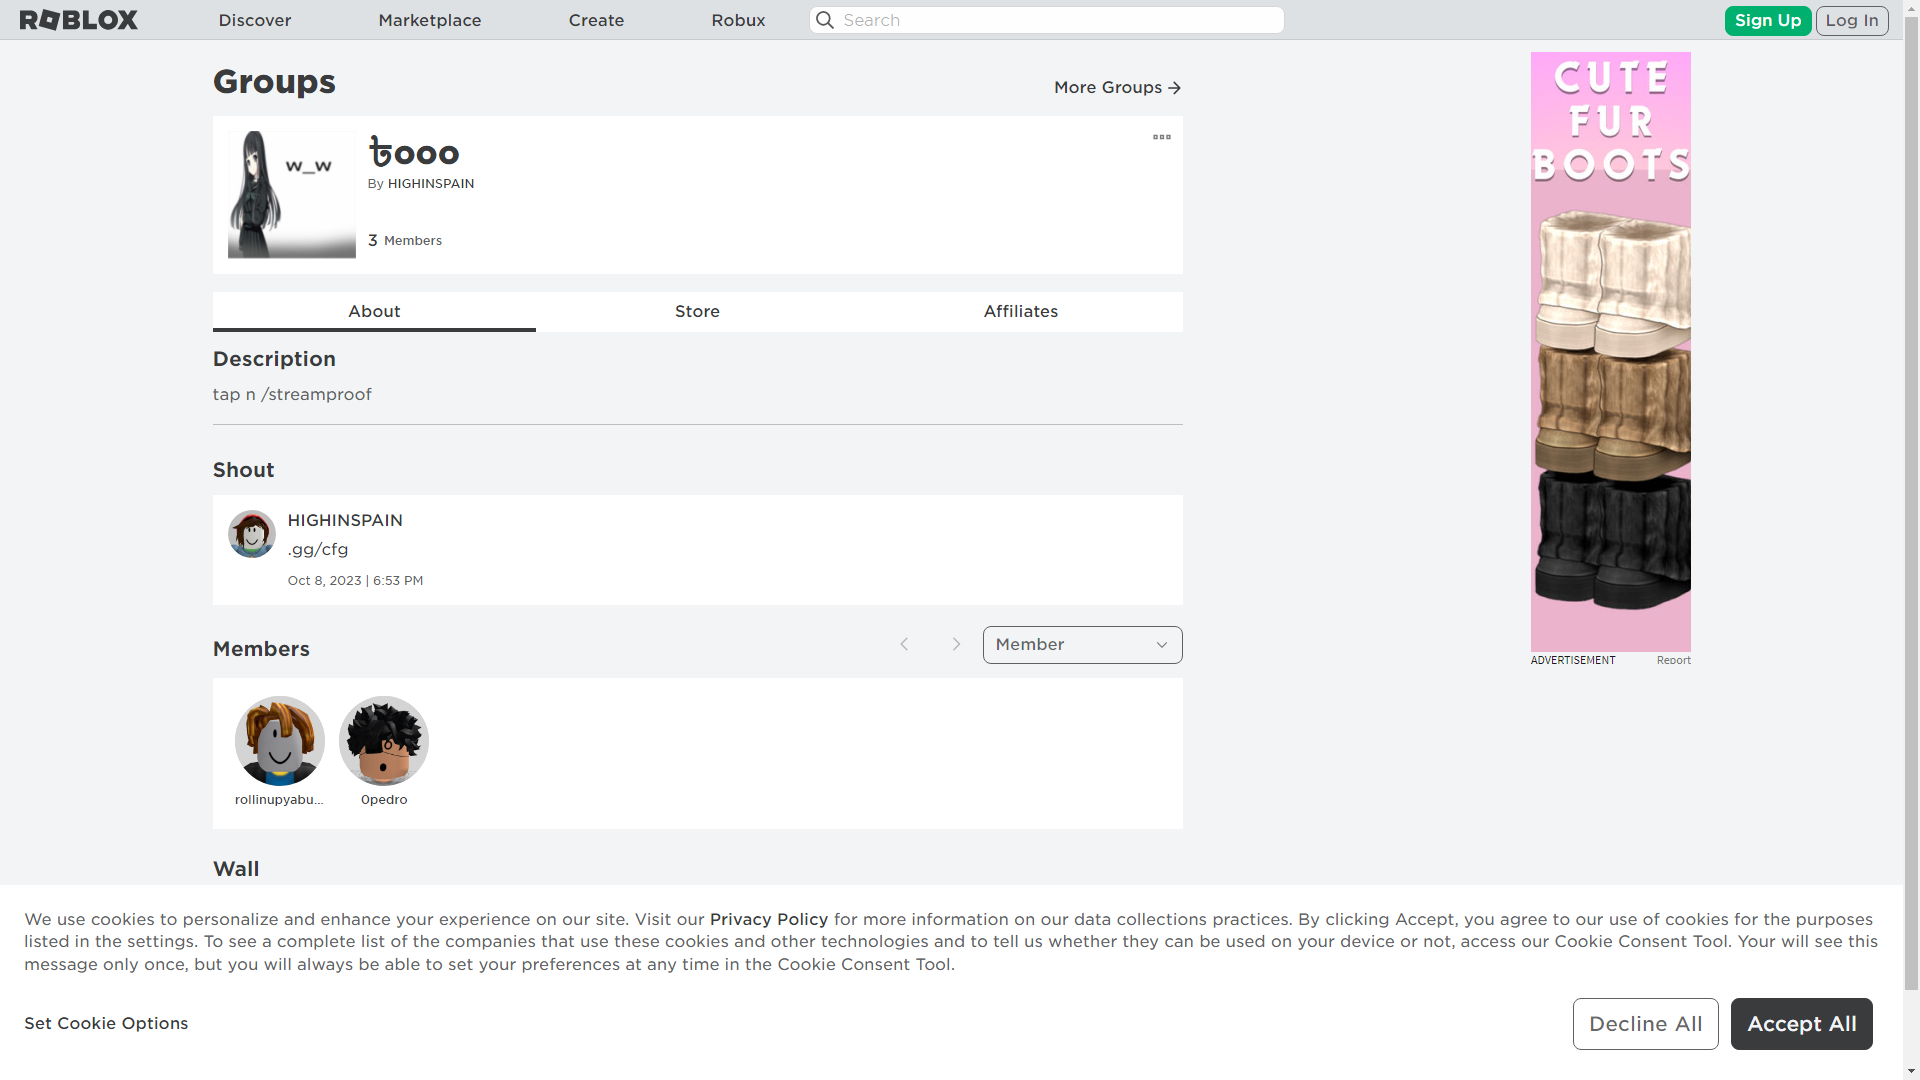 ROBLOX
Discover
Marketplace
Create
Robux
Search
Sign Up
Log In
Groups
More Groups
w_w
৳ooo
By HIGHINSPAIN
3 Members
About
Store
Affiliates
Description
tap n /streamproof
Shout
HIGHINSPAIN
.gg/cfg
Oct 8, 2023 | 6:53 PM
Members
Member
rollinupyabu...
0pedro
Wall
CUTE
FUR
BOOTS
ADVERTISEMENT
Report
We use cookies to personalize and enhance your experience on our site. Visit our Privacy Policy for more information on our data collections practices. By clicking Accept, you agree to our use of cookies for the purposes
listed in the settings. To see a complete list of the companies that use these cookies and other technologies and to tell us whether they can be used on your device or not, access our Cookie Consent Tool. Your will see this
message only once, but you will always be able to set your preferences at any time in the Cookie Consent Tool.
Set Cookie Options
Decline All
Accept All